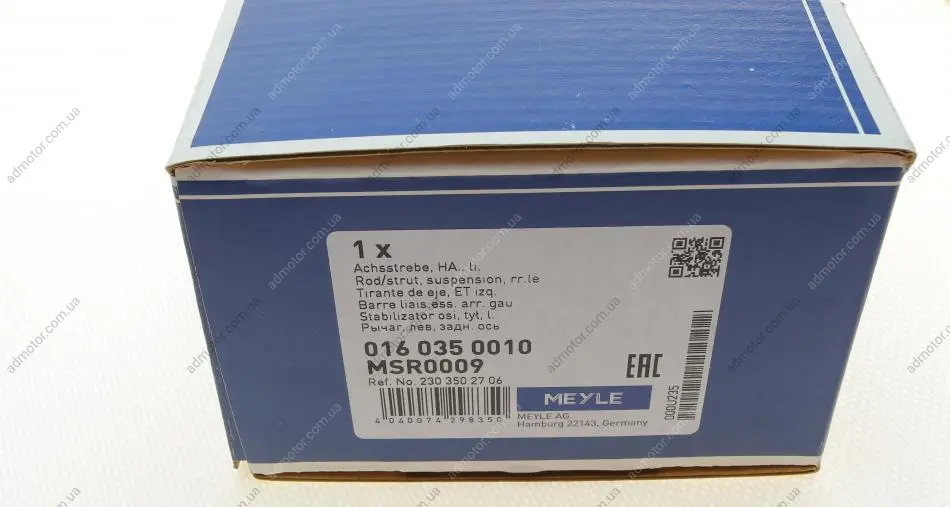 1 x
Achsstrebe, HA., li.
Rod/strut, suspension, rr.le
Tirante de eje, ET izq.
Barre liais.ess. arr. gau
Stabilizator osi, tył, l.
Рычаг, лев, задн. ось
016 035 0010
MSR0009
Ref. No. 230 350 27 06
4 040074 298350
MEYLE
MEYLE AG
Hamburg 22143, Germany
EAC
000U235
admotor.com.ua